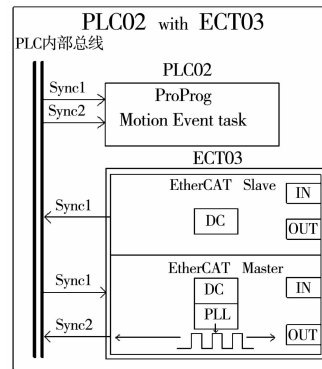 PLC02 with ECT03
PLC内部总线
PLC02
Sync1
ProProg
Sync2
Motion Event task
ECT03
EtherCAT Slave
IN
Sync1
DC
OUT
EtherCAT Master
Sync1
DC
IN
PLL
Sync2
OUT